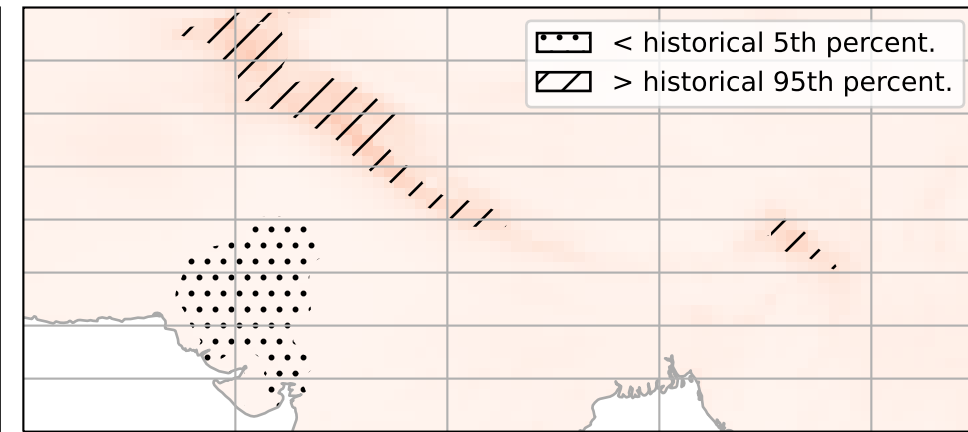 < historical 5th percent.
> historical 95th percent.